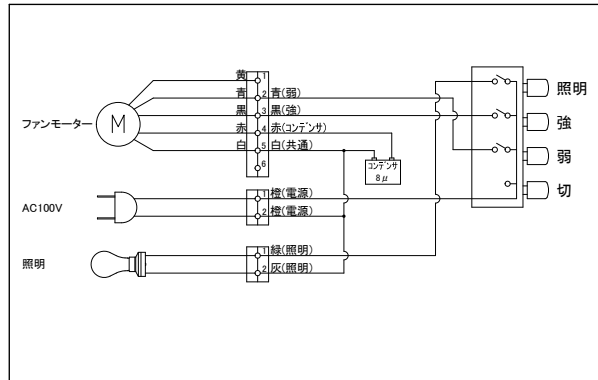 黄 1
青 2 青(弱)
黒 3 黒(強)
赤 4 赤(コンデンサ)
白 5 白(共通)
6
ファンモーター
M
コンデンサ
8μ
照明
強
弱
切
AC100V
1 橙(電源)
2 橙(電源)
照明
1 緑(照明)
2 灰(照明)